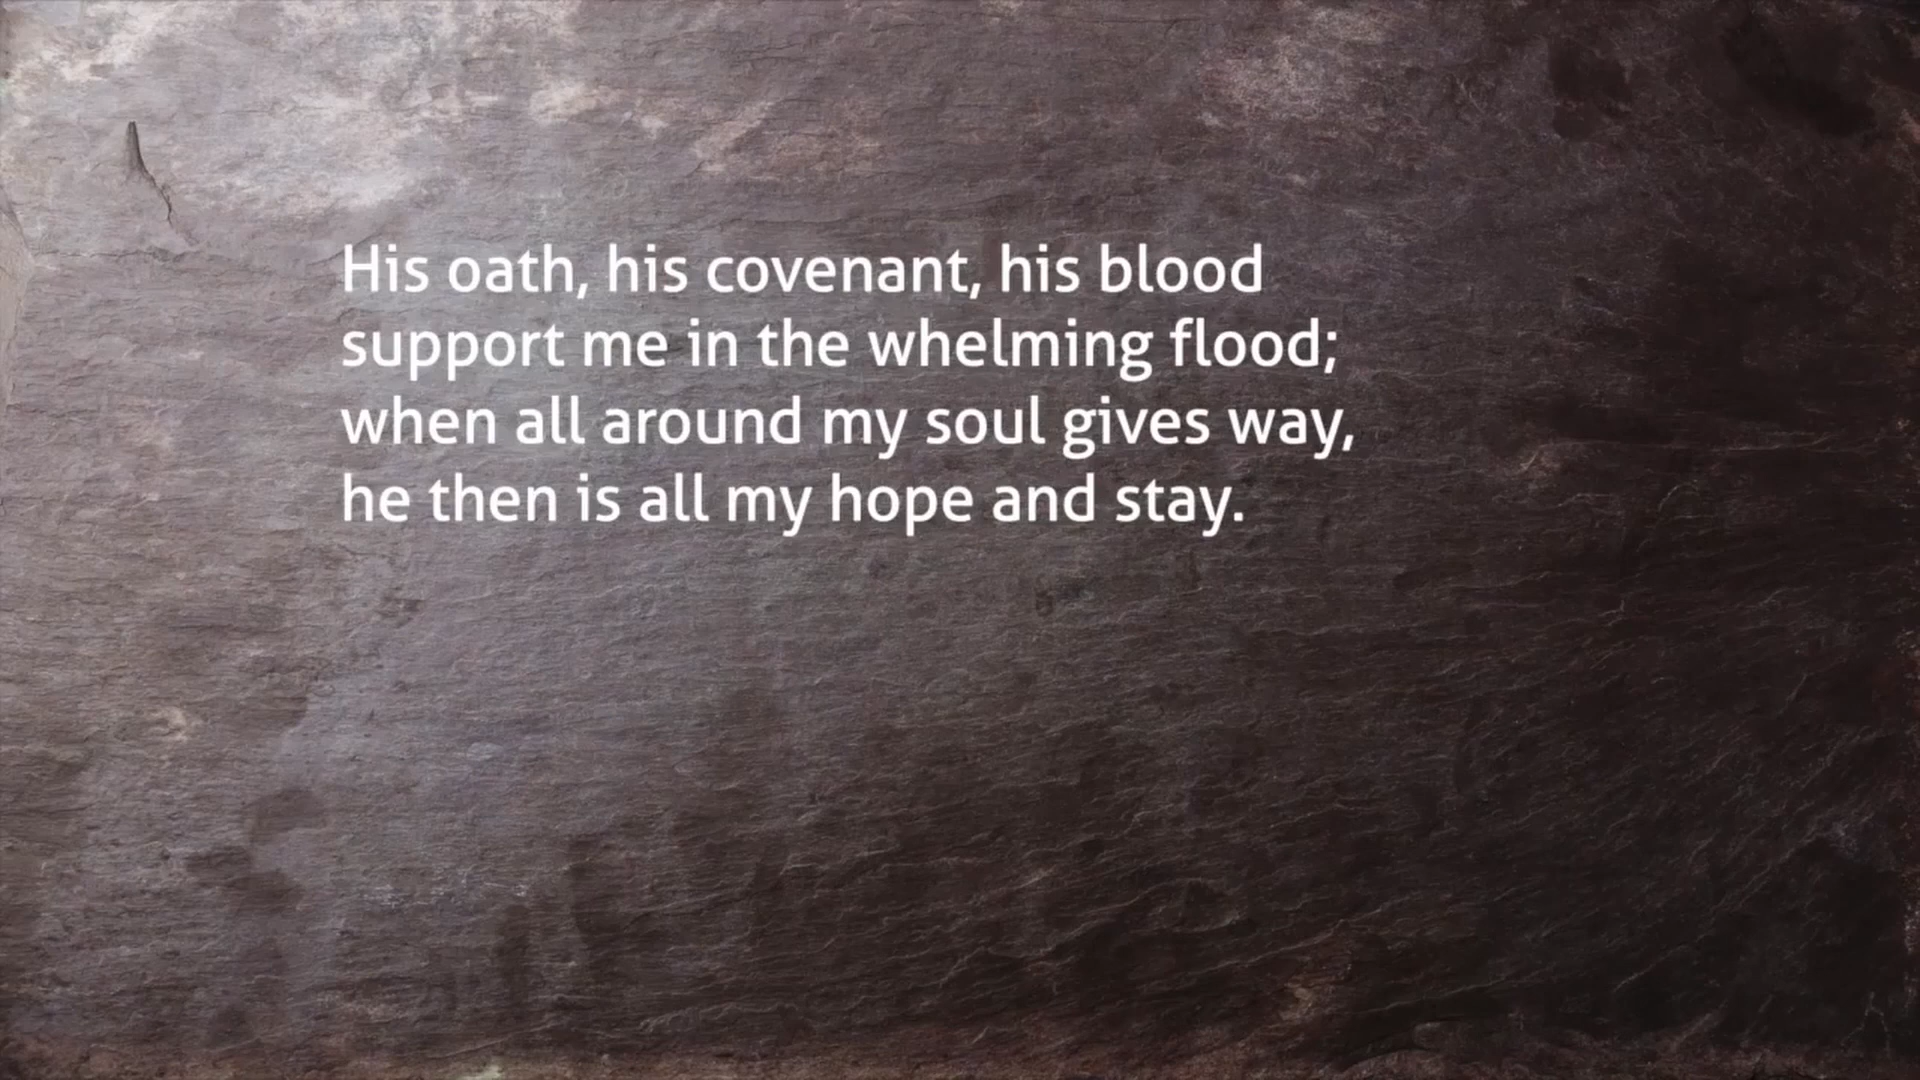 His oath, his covenant, his blood
support me in the whelming flood;
when all around my soul gives way,
he then is all my hope and stay.